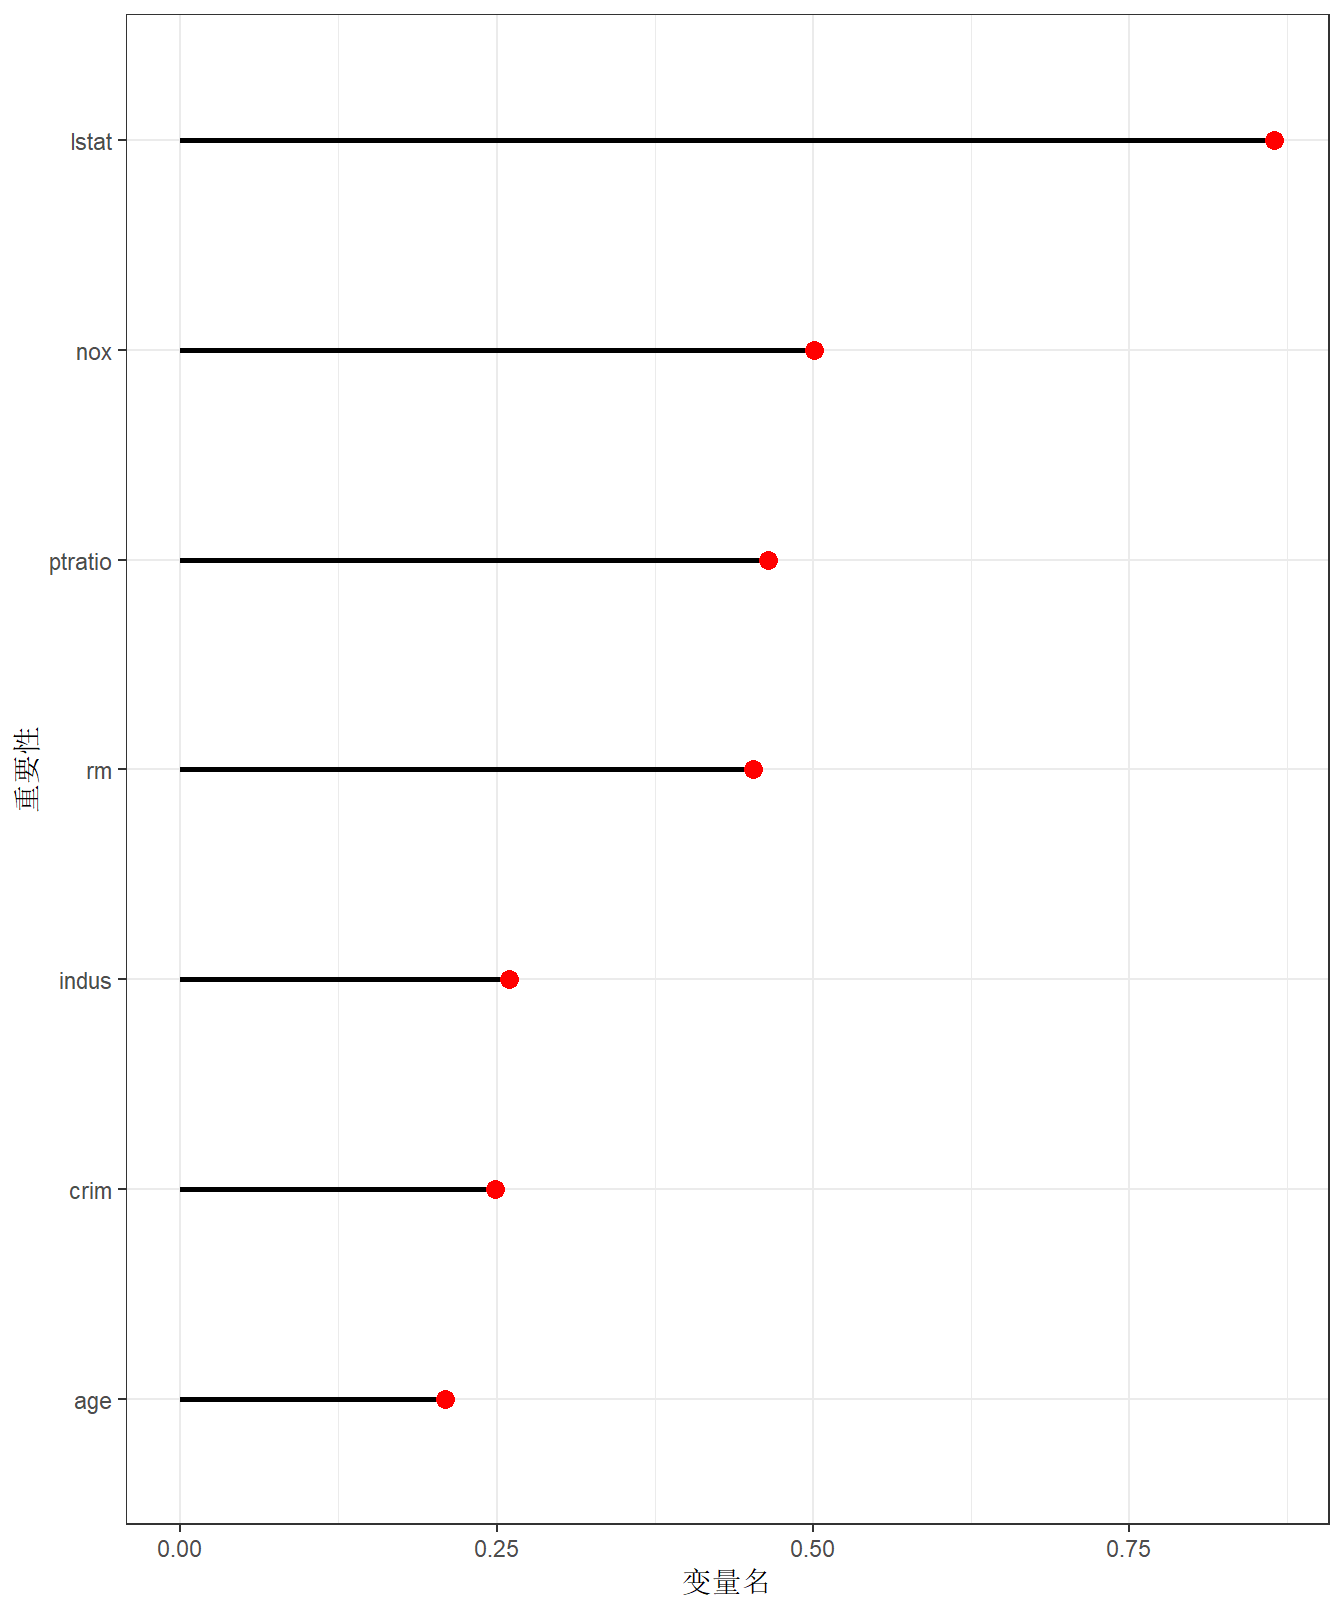 lstat
nox
ptratio
rm
indus
crim
age
重要性
0.00 0.25 0.50 0.75
变量名